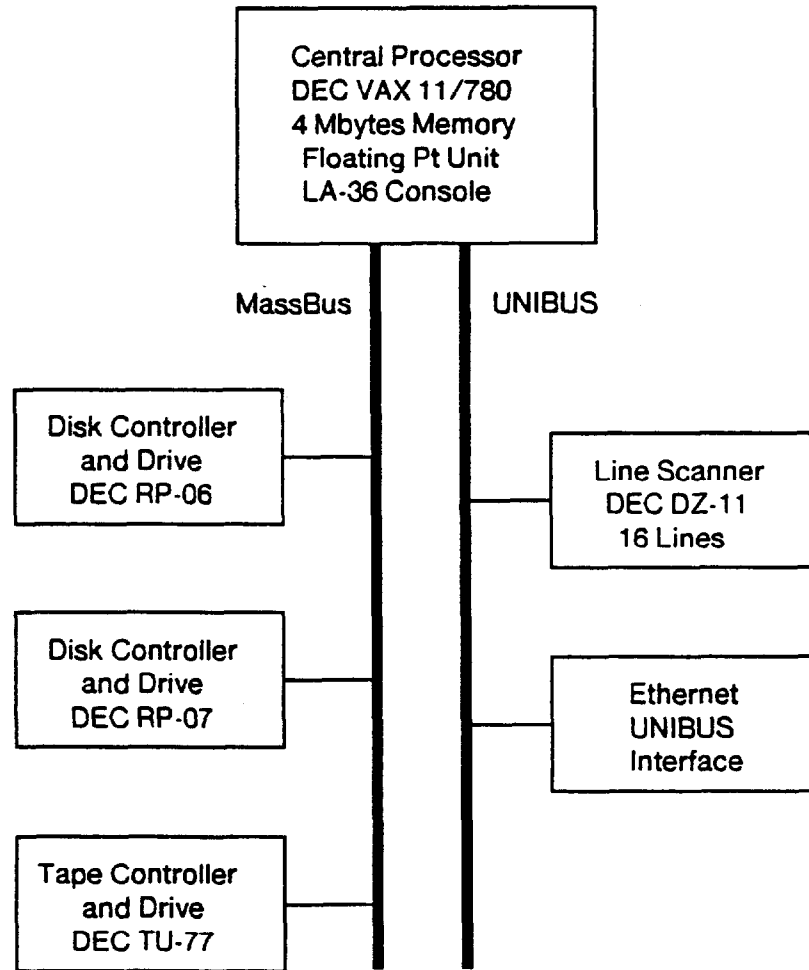 Central Processor
DEC VAX 11/780
4 Mbytes Memory
Floating Pt Unit
LA-36 Console
MassBus
UNIBUS
Disk Controller
and Drive
DEC RP-06
Line Scanner
DEC DZ-11
16 Lines
Disk Controller
and Drive
DEC RP-07
Ethernet
UNIBUS
Interface
Tape Controller
and Drive
DEC TU-77